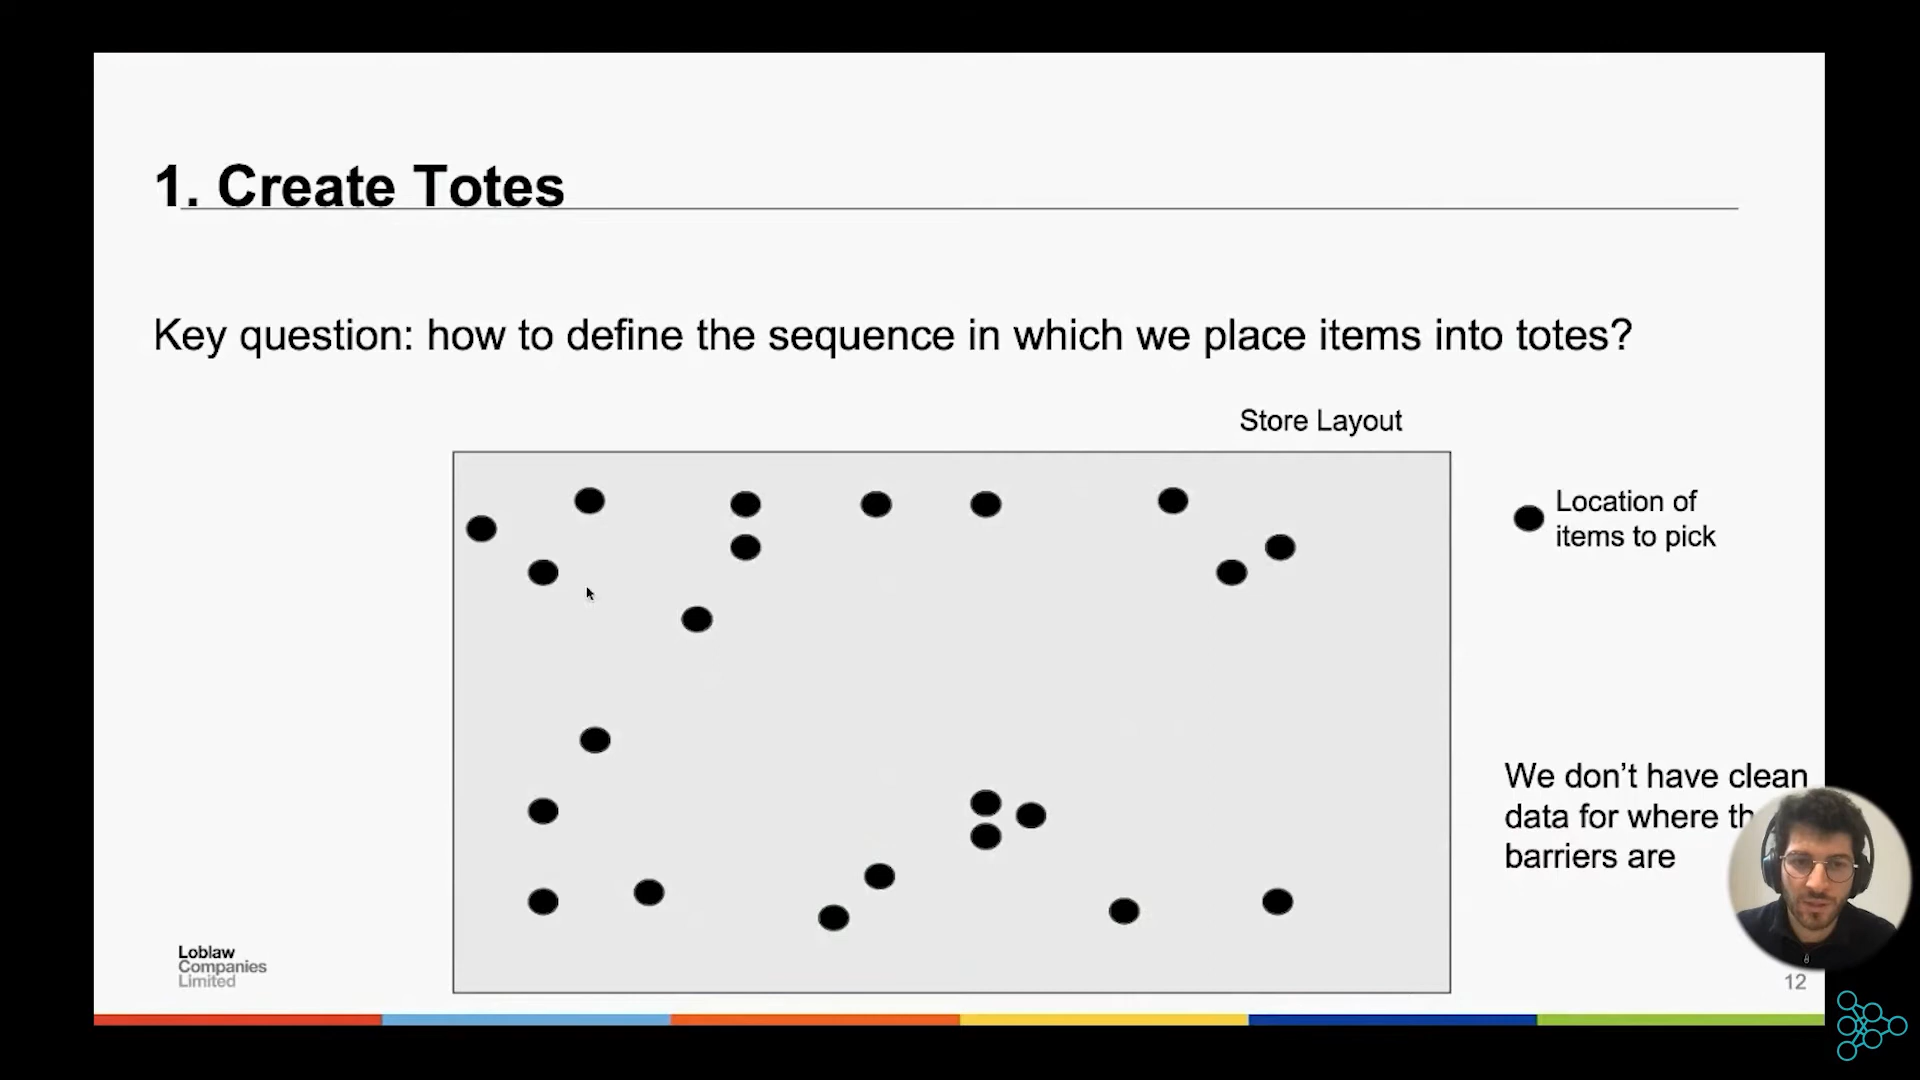 1. Create Totes
Key question: how to define the sequence in which we place items into totes?
Store Layout
Location of
items to pick
We don't have clean
data for where
barriers are
Loblaw
Companies
Limited
12